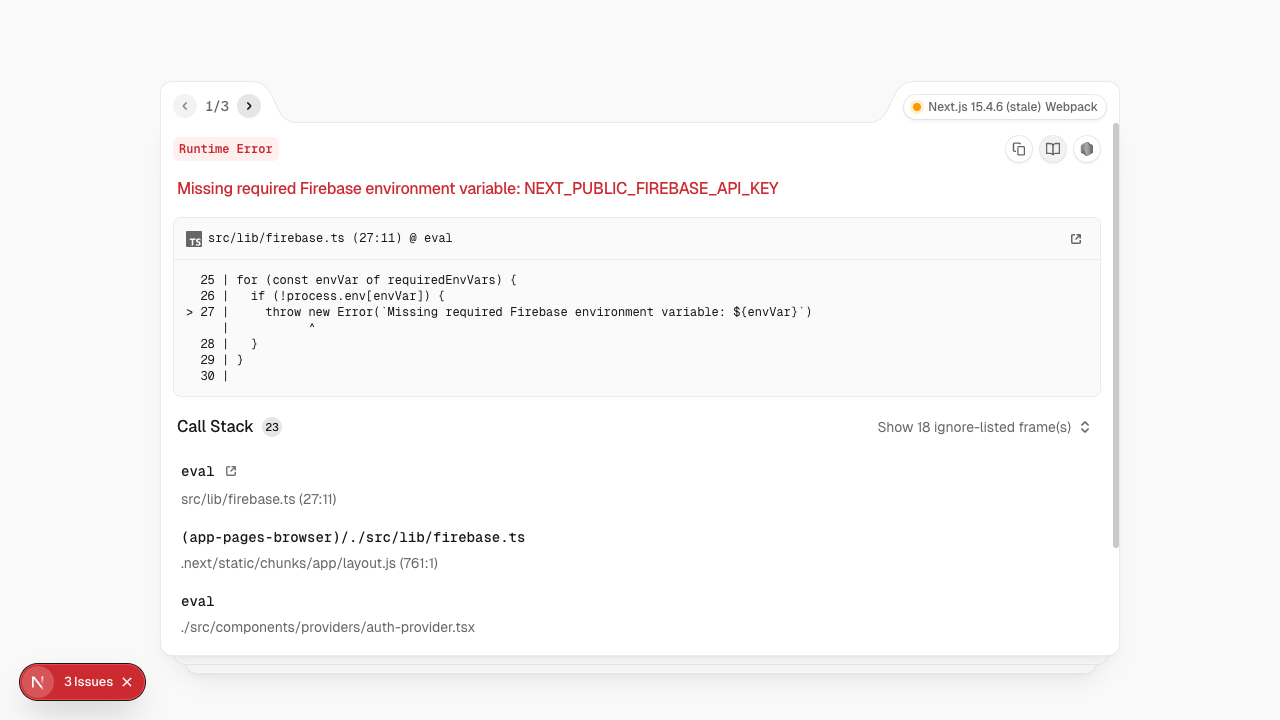 1/3
Next.js 15.4.6 (stale) Webpack
Runtime Error
Missing required Firebase environment variable: NEXT_PUBLIC_FIREBASE_API_KEY
TS src/lib/firebase.ts (27:11) @ eval
  25 | for (const envVar of requiredEnvVars) {
  26 |   if (!process.env[envVar]) {
> 27 |     throw new Error(`Missing required Firebase environment variable: ${envVar}`)
     |           ^
  28 |   }
  29 | }
  30 |
Call Stack 23
Show 18 ignore-listed frame(s)
eval
src/lib/firebase.ts (27:11)
(app-pages-browser)/./src/lib/firebase.ts
.next/static/chunks/app/layout.js (761:1)
eval
./src/components/providers/auth-provider.tsx
N 3 Issues